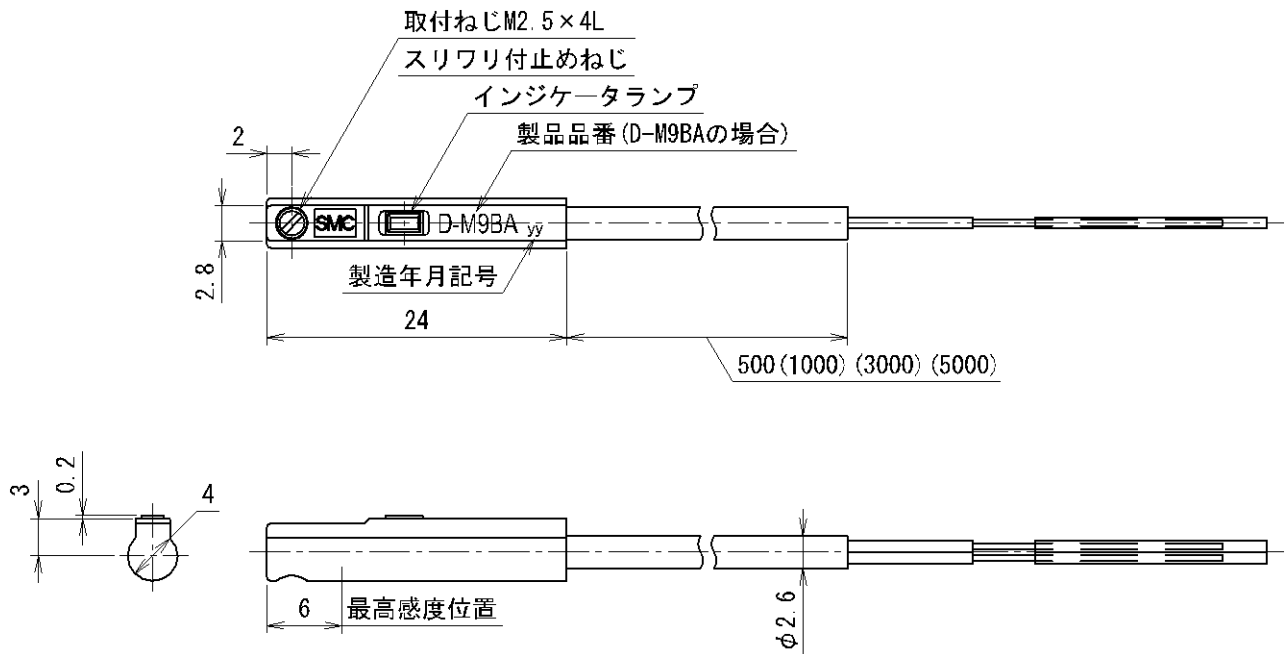 取付ねじM2.5×4L
スリワリ付止めねじ
インジケータランプ
製品品番(D-M9BAの場合)
2
SMC
D-M9BA yy
2.8
製造年月記号
24
500(1000)(3000)(5000)
3
0.2
4
6
最高感度位置
φ2.6